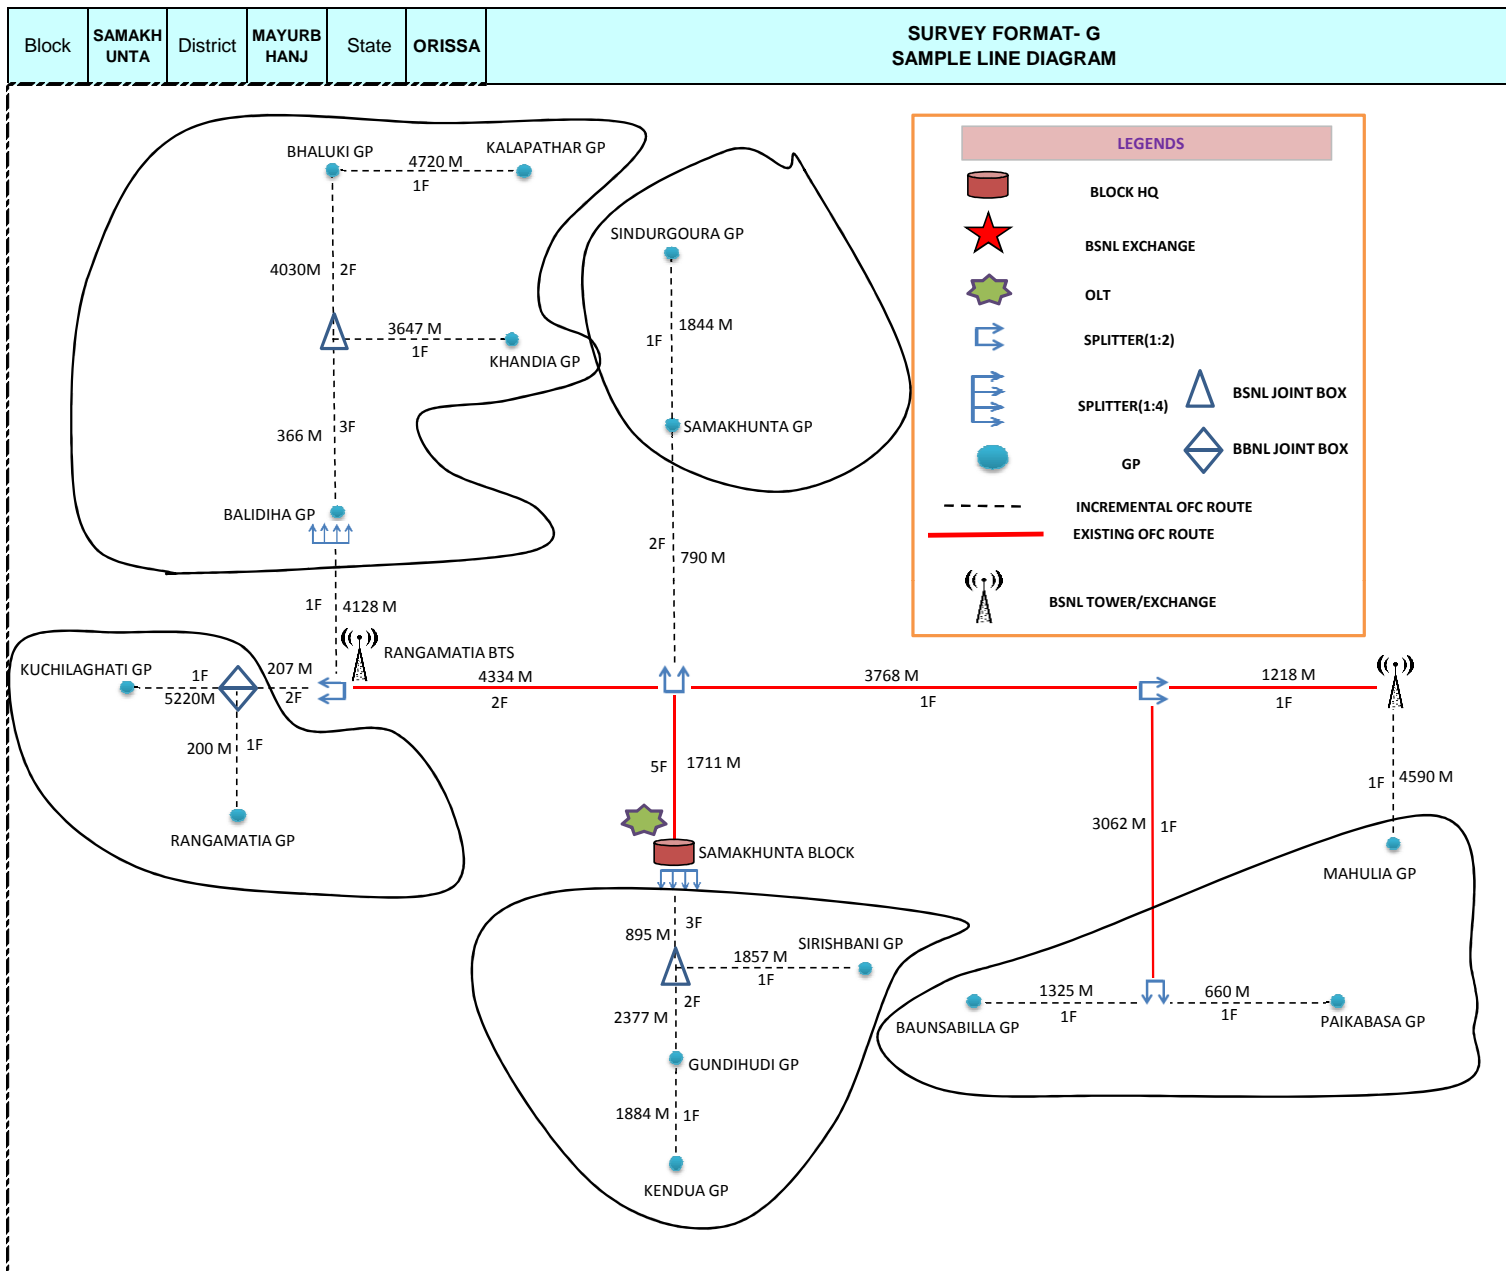 Block
SAMAKH
UNTA
District
MAYURB
HANJ
State
ORISSA
SURVEY FORMAT- G
SAMPLE LINE DIAGRAM
LEGENDS
BLOCK HQ
BSNL EXCHANGE
OLT
SPLITTER(1:2)
SPLITTER(1:4)
BSNL JOINT BOX
GP
BBNL JOINT BOX
INCREMENTAL OFC ROUTE
EXISTING OFC ROUTE
BSNL TOWER/EXCHANGE
BHALUKI GP
4720 M
1F
KALAPATHAR GP
4030M
2F
3647 M
1F
KHANDIA GP
366 M
3F
BALIDIHA GP
1F
4128 M
SINDURGOURA GP
1F
1844 M
SAMAKHUNTA GP
2F
790 M
RANGAMATIA BTS
KUCHILAGHATI GP
1F
5220M
207 M
2F
200 M
1F
RANGAMATIA GP
4334 M
2F
3768 M
1F
1218 M
1F
5F
1711 M
SAMAKHUNTA BLOCK
3062 M
1F
1F
4590 M
MAHULIA GP
895 M
3F
SIRISHBANI GP
1857 M
1F
2F
2377 M
GUNDIHUDI GP
1884 M
1F
KENDUA GP
1325 M
1F
BAUNSABILLA GP
660 M
1F
PAIKABASA GP